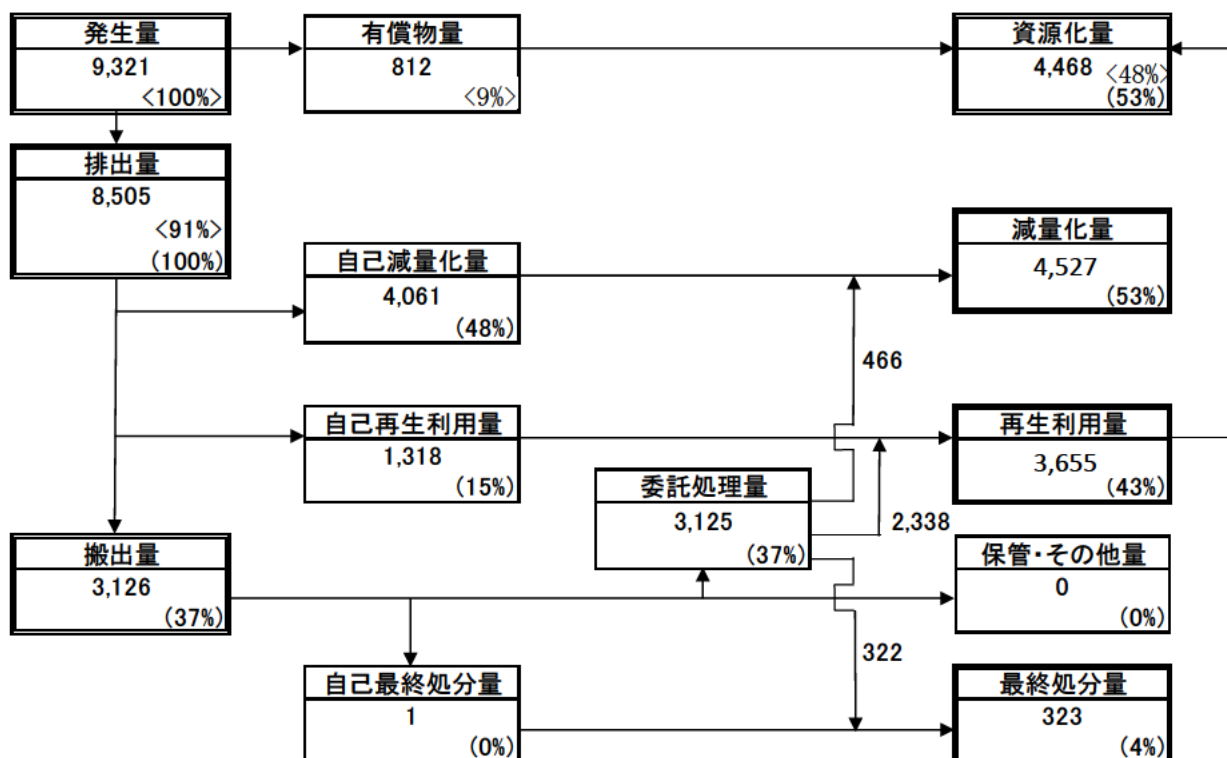 発生量
9,321
<100%>
有償物量
812
<9%>
資源化量
4,468 <48%>
(53%)
排出量
8,505
<91%>
(100%)
自己減量化量
4,061
(48%)
減量化量
4,527
(53%)
466
自己再生利用量
1,318
(15%)
再生利用量
3,655
(43%)
委託処理量
3,125
(37%)
2,338
搬出量
3,126
(37%)
保管・その他量
0
(0%)
322
自己最終処分量
1
(0%)
最終処分量
323
(4%)